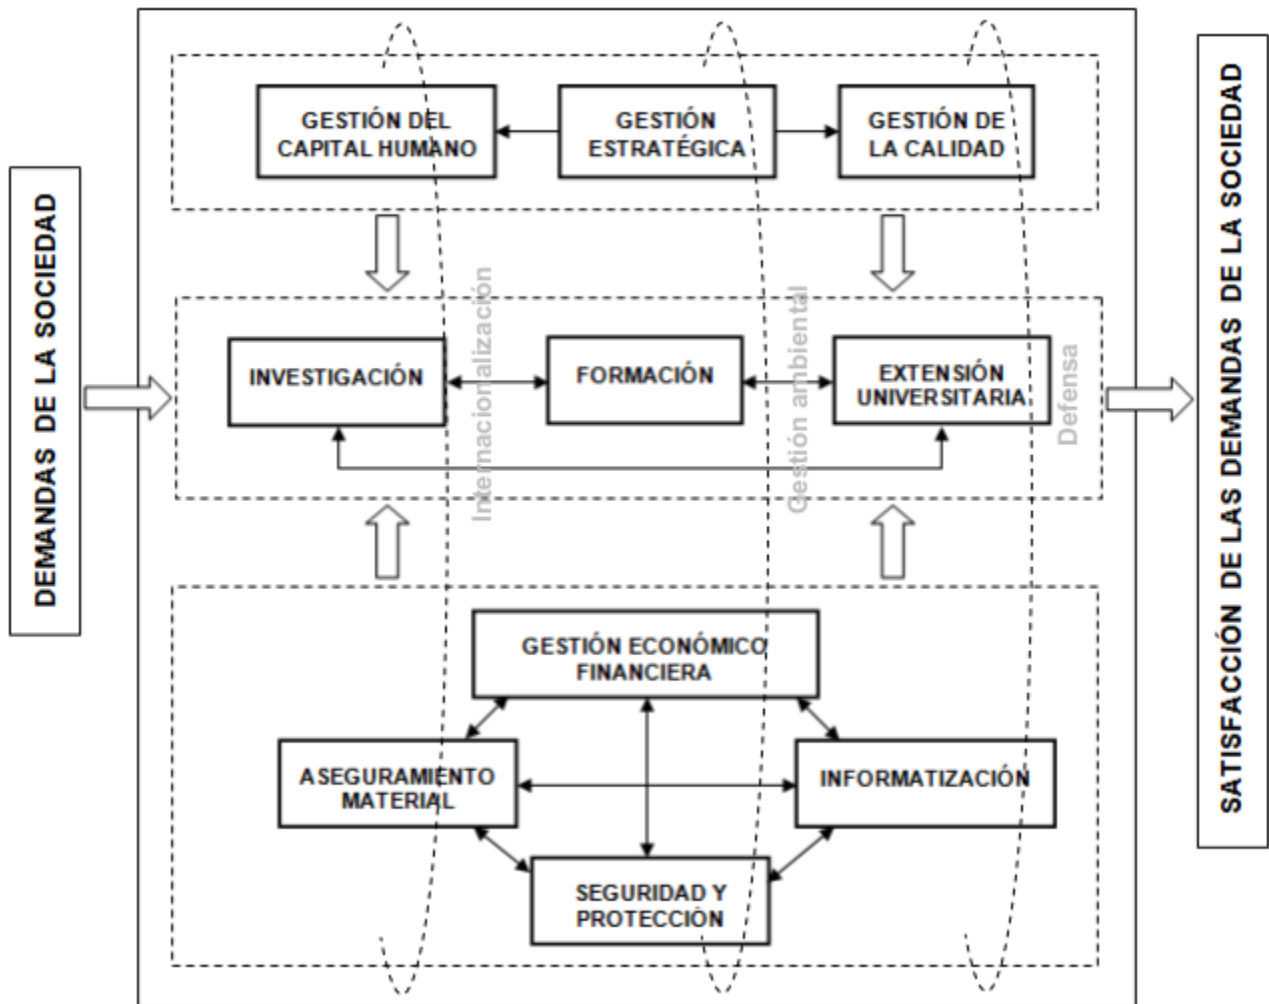 DEMANDAS DE LA SOCIEDAD
GESTIÓN DEL
CAPITAL HUMANO
GESTIÓN
ESTRATÉGICA
GESTIÓN DE
LA CALIDAD
Internacionalización
Gestión ambiental
Defensa
INVESTIGACIÓN
FORMACIÓN
EXTENSIÓN
UNIVERSITARIA
GESTIÓN ECONÓMICO
FINANCIERA
ASEGURAMIENTO
MATERIAL
INFORMATIZACIÓN
SEGURIDAD Y
PROTECCIÓN
SATISFACCIÓN DE LAS DEMANDAS DE LA SOCIEDAD